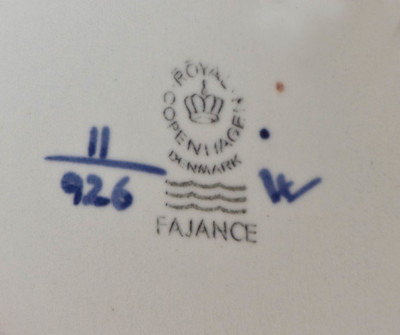 ROYAL
COPENHAGEN
DENMARK
11
926
FAJANCE